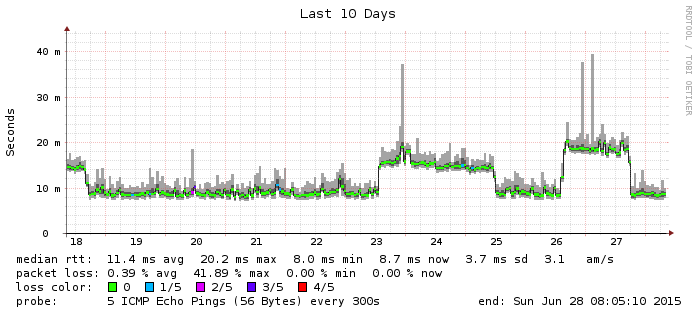 Last 10 Days
RRDTOOL / TOBI OETIKER
Seconds
40 m
30 m
20 m
10 m
0
18 19 20 21 22 23 24 25 26 27
median rtt: 11.4 ms avg 20.2 ms max 8.0 ms min 8.7 ms now 3.7 ms sd 3.1 am/s
packet loss: 0.39 % avg 41.89 % max 0.00 % min 0.00 % now
loss color: 0 1/5 2/5 3/5 4/5
probe: 5 ICMP Echo Pings (56 Bytes) every 300s end: Sun Jun 28 08:05:10 2015